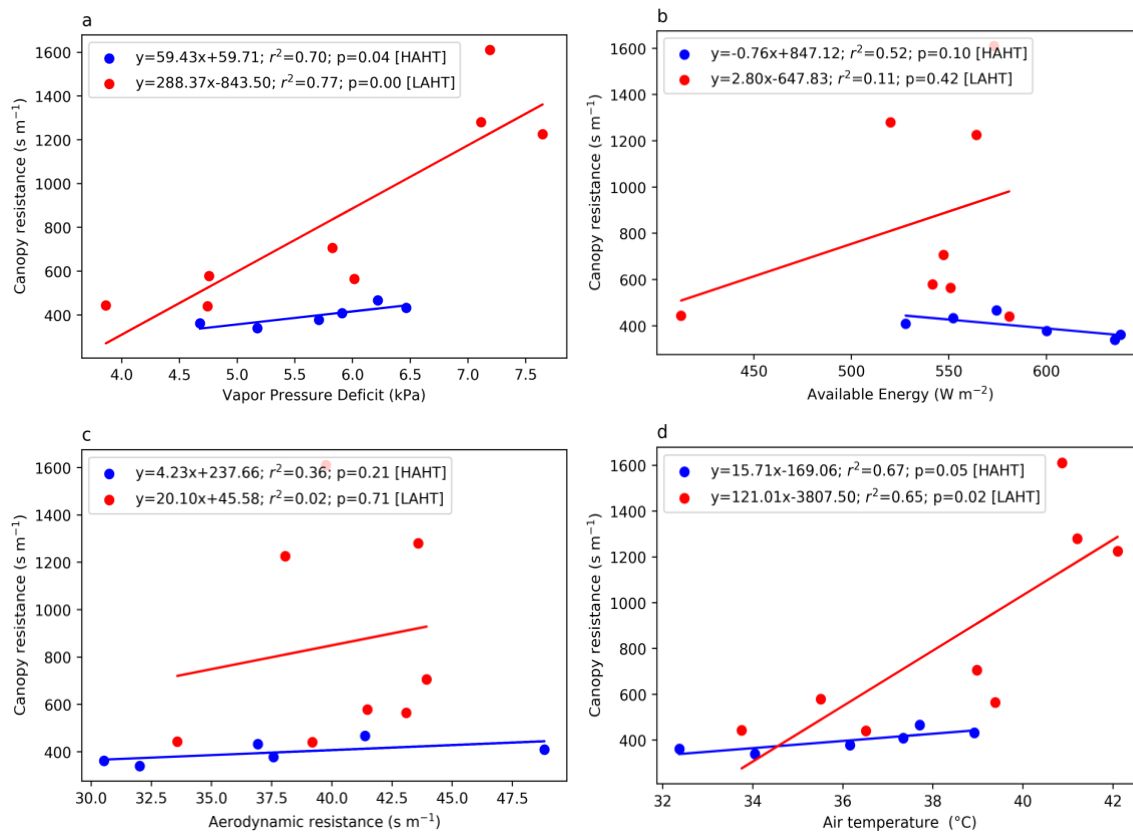 a
y=59.43x+59.71; r²=0.70; p=0.04 [HAHT]
y=288.37x-843.50; r²=0.77; p=0.00 [LAHT]
1600
1400
1200
1000
800
600
400
Canopy resistance (s m⁻¹)
4.0 4.5 5.0 5.5 6.0 6.5 7.0 7.5
Vapor Pressure Deficit (kPa)
b
y=-0.76x+847.12; r²=0.52; p=0.10 [HAHT]
y=2.80x-647.83; r²=0.11; p=0.42 [LAHT]
1600
1400
1200
1000
800
600
400
Canopy resistance (s m⁻¹)
450 500 550 600
Available Energy (W m⁻²)
c
y=4.23x+237.66; r²=0.36; p=0.21 [HAHT]
y=20.10x+45.58; r²=0.02; p=0.71 [LAHT]
1600
1400
1200
1000
800
600
400
Canopy resistance (s m⁻¹)
30.0 32.5 35.0 37.5 40.0 42.5 45.0 47.5
Aerodynamic resistance (s m⁻¹)
d
y=15.71x-169.06; r²=0.67; p=0.05 [HAHT]
y=121.01x-3807.50; r²=0.65; p=0.02 [LAHT]
1600
1400
1200
1000
800
600
400
Canopy resistance (s m⁻¹)
32 34 36 38 40 42
Air temperature (°C)